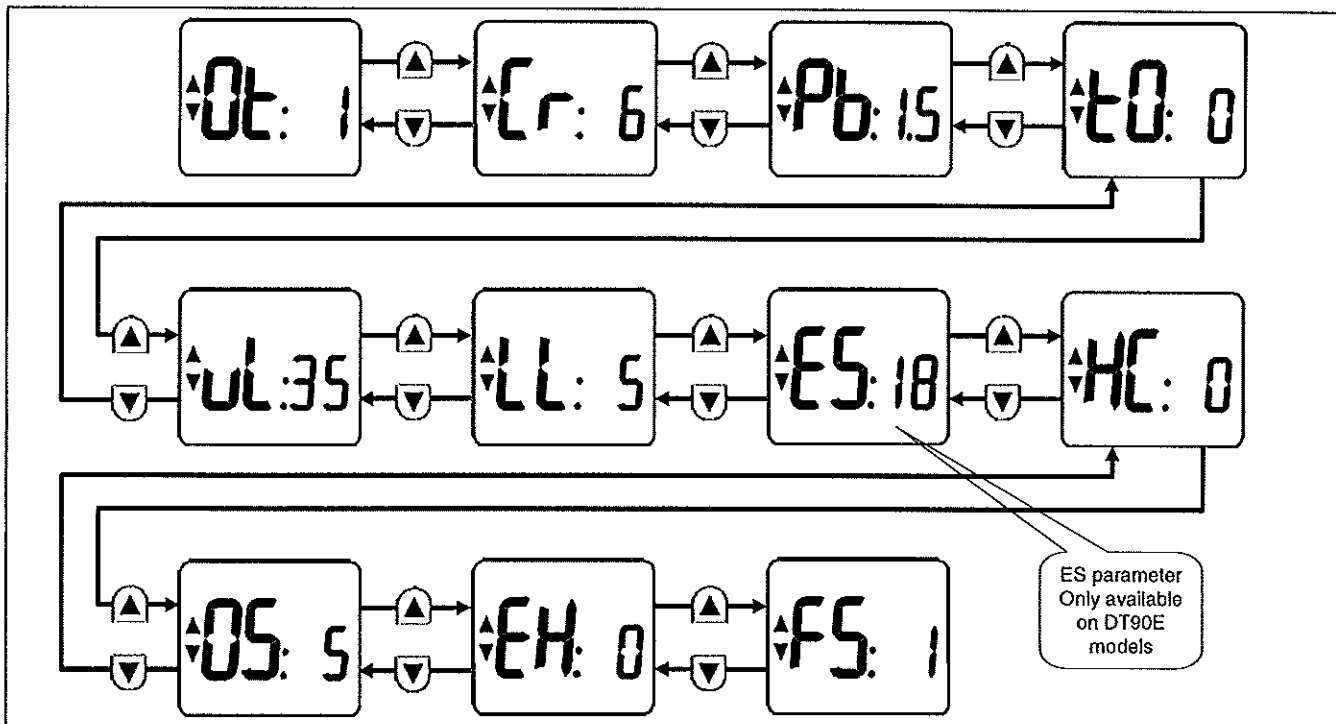 Ot: 1
Cr: 6
Pb: 1.5
tO: 0
uL:35
LL: 5
ES: 18
HC: 0
OS: 5
EH: 0
FS: 1
ES parameter
Only available
on DT90E
models